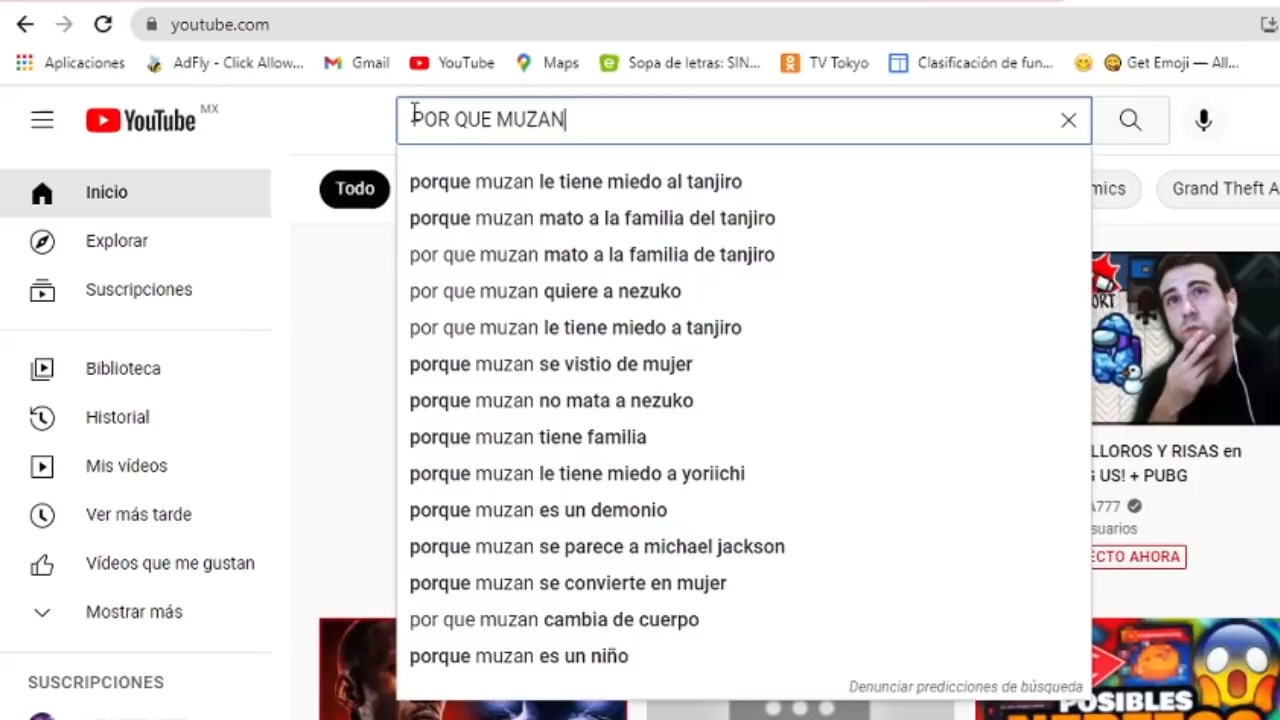 youtube.com
Aplicaciones
AdFly - Click Allow...
Gmail
YouTube
Maps
Sopa de letras: SIN...
TV Tokyo
Clasificación de fun...
Get Emoji — All...
YouTube MX
POR QUE MUZAN
Inicio
Explorar
Suscripciones
Biblioteca
Historial
Mis vídeos
Ver más tarde
Vídeos que me gustan
Mostrar más
SUSCRIPCIONES
Todo
porque muzan le tiene miedo al tanjiro
porque muzan mato a la familia del tanjiro
por que muzan mato a la familia de tanjiro
por que muzan quiere a nezuko
por que muzan le tiene miedo a tanjiro
porque muzan se vistio de mujer
porque muzan no mata a nezuko
porque muzan tiene familia
porque muzan le tiene miedo a yoriichi
porque muzan es un demonio
porque muzan se parece a michael jackson
porque muzan se convierte en mujer
por que muzan cambia de cuerpo
porque muzan es un niño
Denunciar predicciones de búsqueda
mics
Grand Theft A
ORT
LLOROS Y RISAS en
US! + PUBG
A777
suarios
ECTO AHORA
POSIBLES